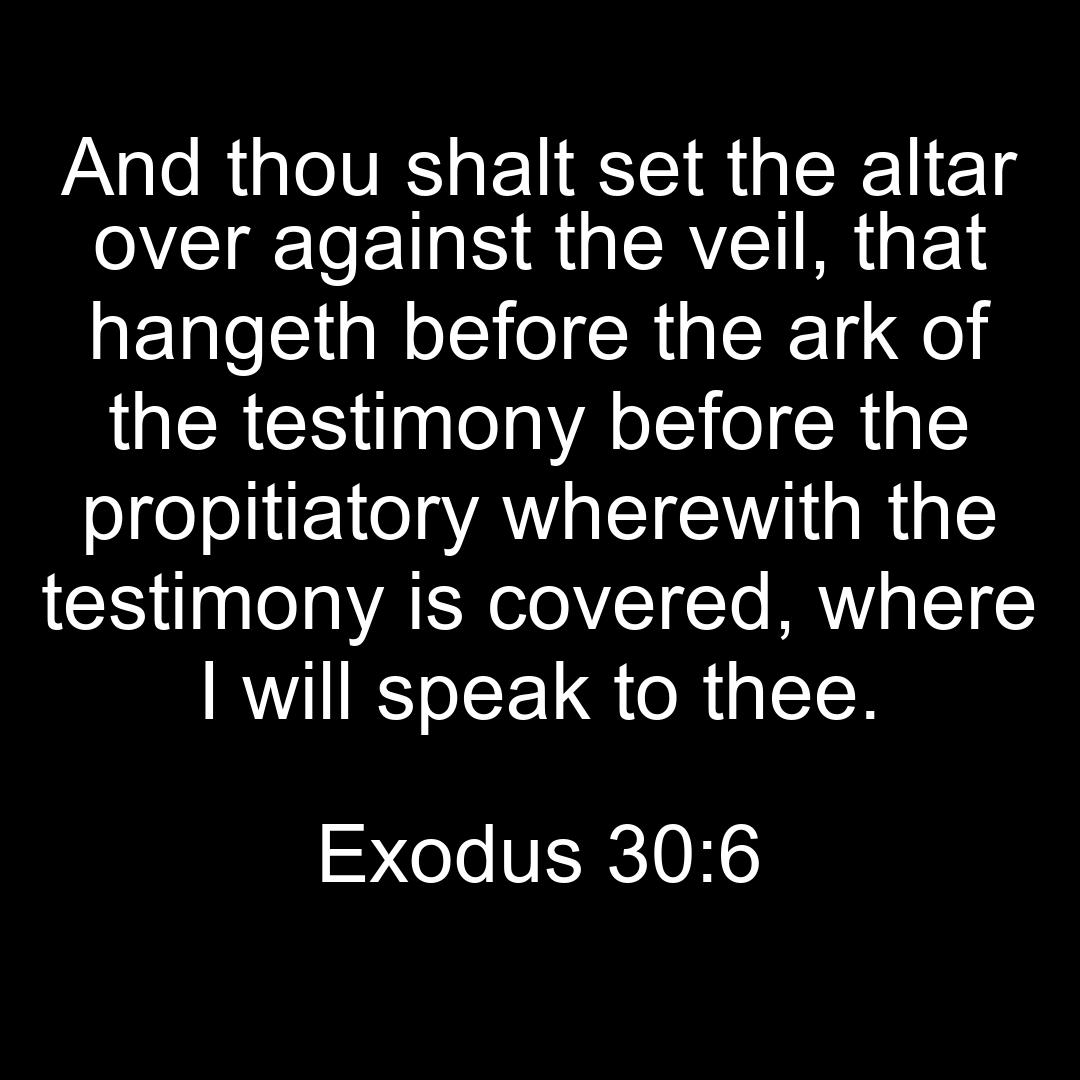 And thou shalt set the altar
over against the veil, that
hangeth before the ark of
the testimony before the
propitiatory wherewith the
testimony is covered, where
I will speak to thee.
Exodus 30:6